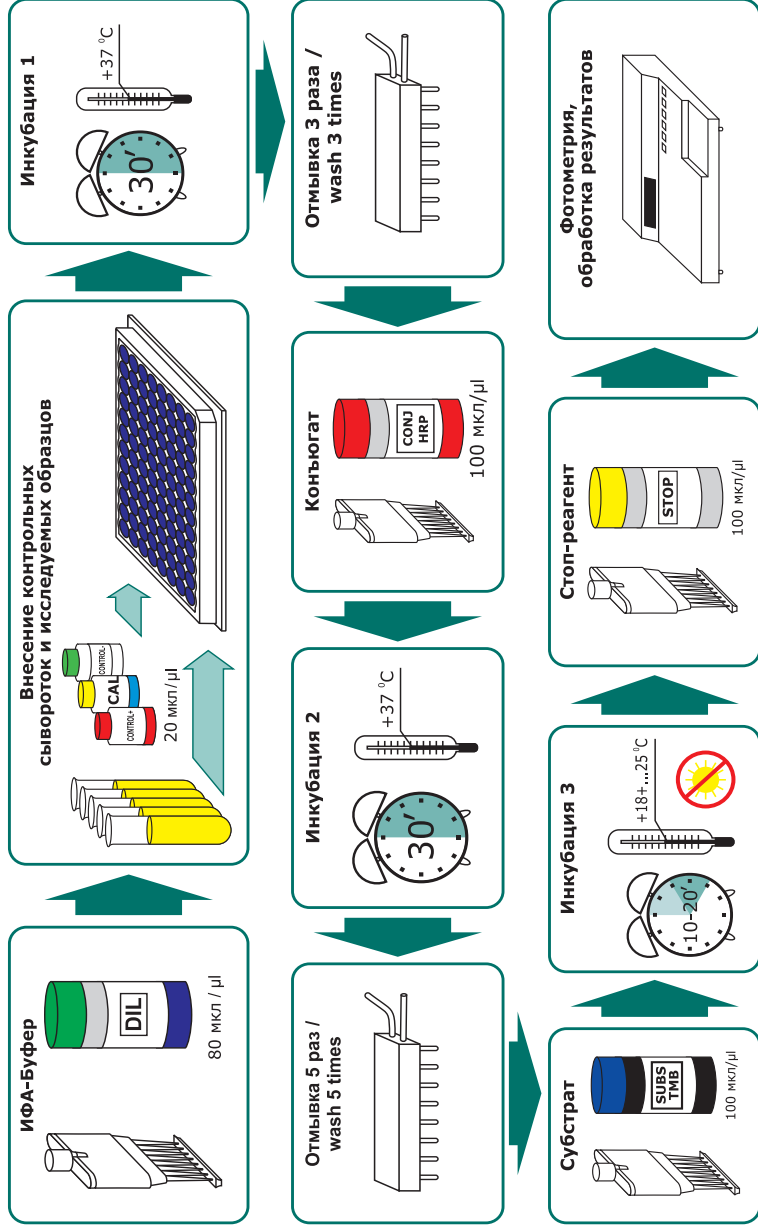 ИФА-Буфер
DIL
80 мкл / µl
Внесение контрольных
сывороток и исследуемых образцов
CONTROL+
CAL
CONTROL-
20 мкл/µl
Инкубация 1
30′
+37 ⁰C
Отмывка 3 раза /
wash 3 times
Конъюгат
CONJ
HRP
100 мкл/µl
Инкубация 2
30′
+37 ⁰C
Отмывка 5 раз /
wash 5 times
Субстрат
SUBS
TMB
100 мкл/µl
Инкубация 3
10-20′
+18+...25 ⁰C
Стоп-реагент
STOP
100 мкл/µl
Фотометрия,
обработка результатов